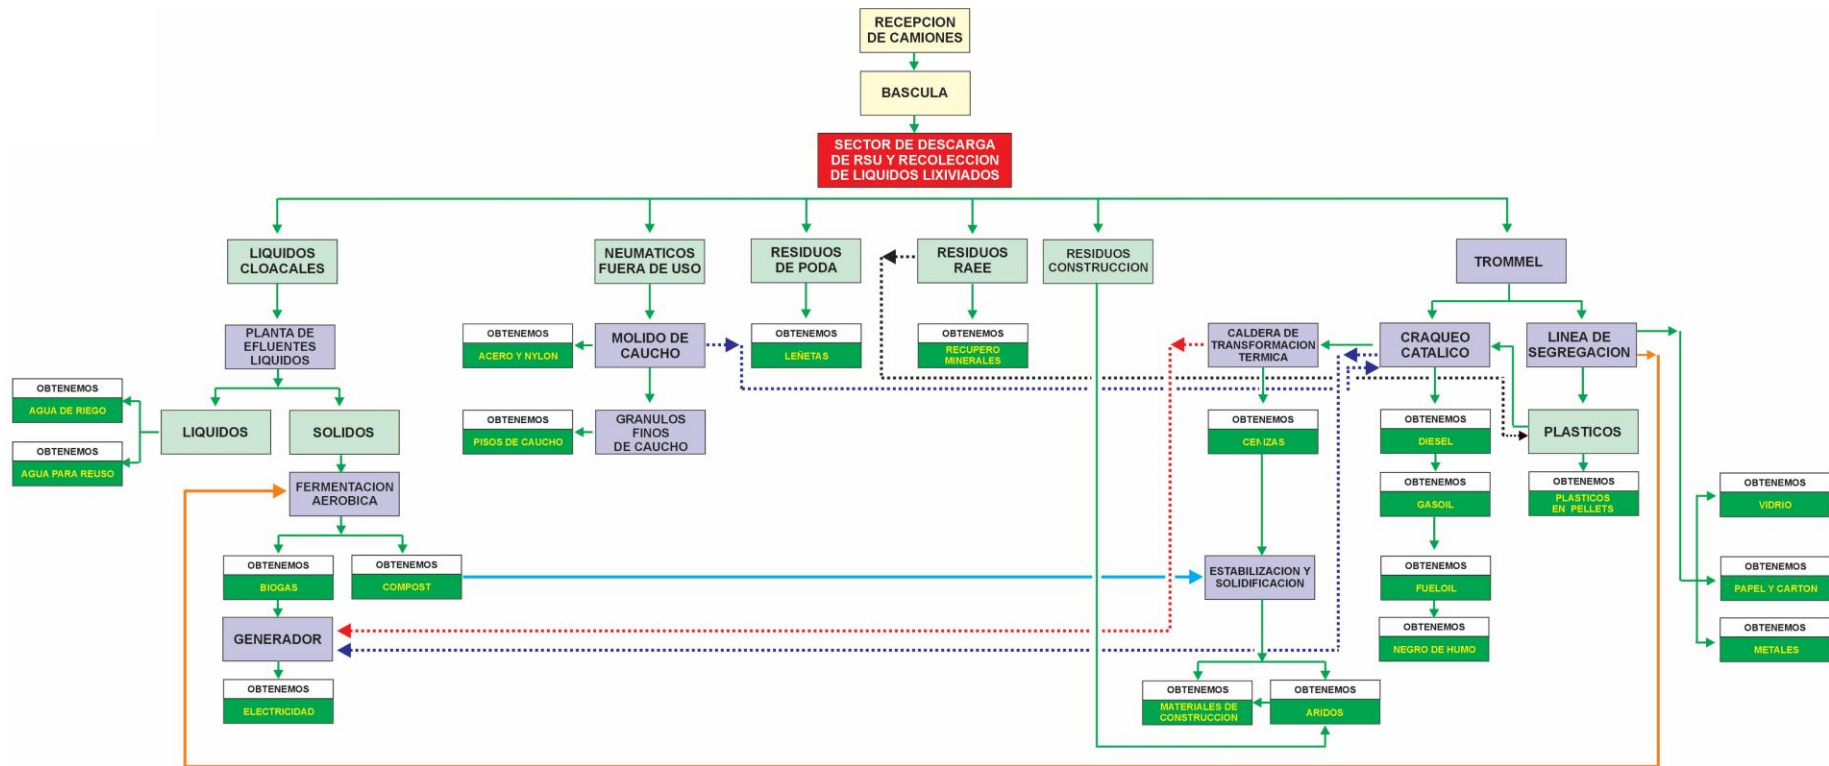 RECEPCION
DE CAMIONES
BASCULA
SECTOR DE DESCARGA
DE RSU Y RECOLECCION
DE LIQUIDOS LIXIVIADOS
LIQUIDOS
CLOACALES
NEUMATICOS
FUERA DE USO
RESIDUOS
DE PODA
RESIDUOS
RAEE
RESIDUOS
CONSTRUCCION
TROMMEL
PLANTA DE
EFLUENTES
LIQUIDOS
OBTENEMOS
ACERO Y NYLON
MOLIDO DE
CAUCHO
OBTENEMOS
LEÑETAS
OBTENEMOS
RECUPERO
MINERALES
CALDERA DE
TRANSFORMACION
TERMICA
CRAQUEO
CATALICO
LINEA DE
SEGREGACION
OBTENEMOS
AGUA DE RIEGO
OBTENEMOS
AGUA PARA REUSO
LIQUIDOS
SOLIDOS
OBTENEMOS
PISOS DE CAUCHO
GRANULOS
FINOS
DE CAUCHO
OBTENEMOS
CENIZAS
OBTENEMOS
DIESEL
PLASTICOS
FERMENTACION
AEROBICA
OBTENEMOS
GASOIL
OBTENEMOS
PLASTICOS
EN PELLETS
OBTENEMOS
VIDRIO
OBTENEMOS
BIOGAS
OBTENEMOS
COMPOST
ESTABILIZACION Y
SOLIDIFICACION
OBTENEMOS
FUELOIL
OBTENEMOS
PAPEL Y CARTON
GENERADOR
OBTENEMOS
NEGRO DE HUMO
OBTENEMOS
METALES
OBTENEMOS
ELECTRICIDAD
OBTENEMOS
MATERIALES DE
CONSTRUCCION
OBTENEMOS
ARIDOS